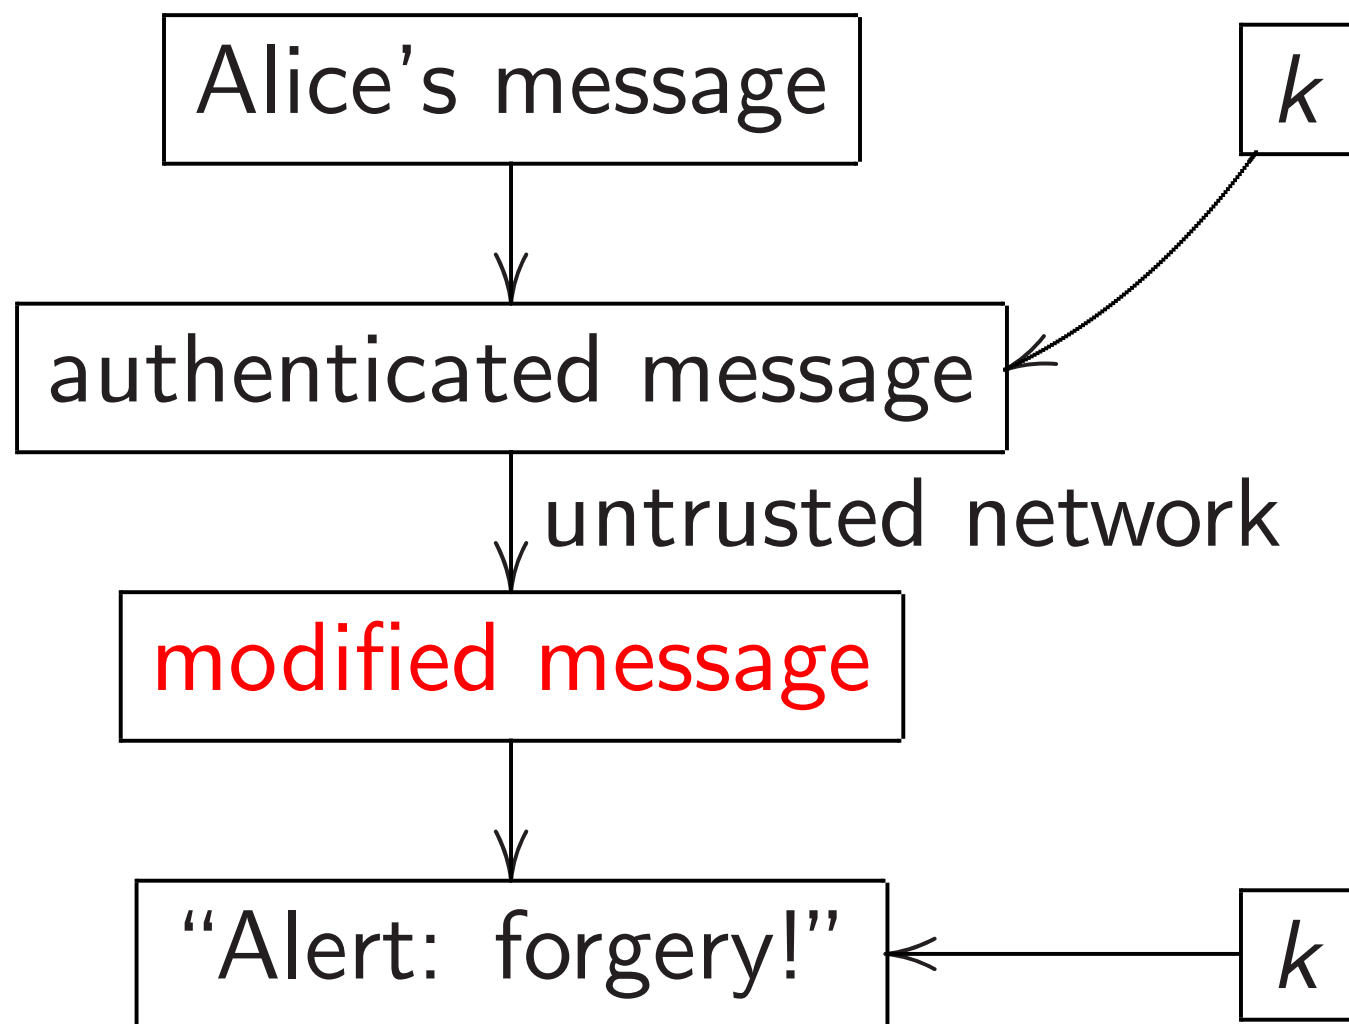 Alice’s message
k
authenticated message
untrusted network
modified message
“Alert: forgery!”
k